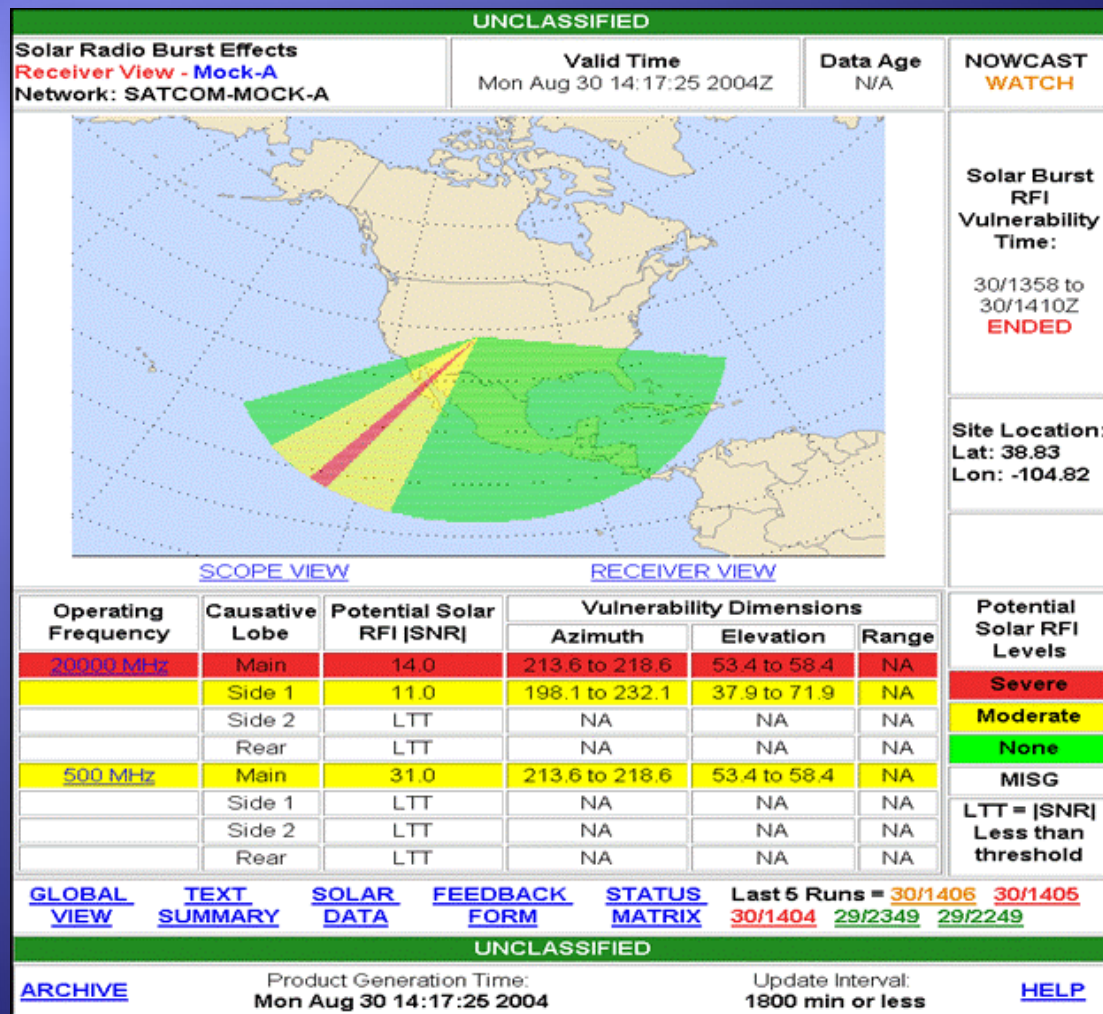 UNCLASSIFIED
Solar Radio Burst Effects
Receiver View - Mock-A
Network: SATCOM-MOCK-A
Valid Time
Mon Aug 30 14:17:25 2004Z
Data Age
N/A
NOWCAST
WATCH
Solar Burst
RFI
Vulnerability
Time:
30/1358 to
30/1410Z
ENDED
Site Location:
Lat: 38.83
Lon: -104.82
SCOPE VIEW
RECEIVER VIEW
Operating Frequency Causative Lobe Potential Solar RFI |SNR| Vulnerability Dimensions
Azimuth Elevation Range
20000 MHz Main 14.0 213.6 to 218.6 53.4 to 58.4 NA
Side 1 11.0 198.1 to 232.1 37.9 to 71.9 NA
Side 2 LTT NA NA NA
Rear LTT NA NA NA
500 MHz Main 31.0 213.6 to 218.6 53.4 to 58.4 NA
Side 1 LTT NA NA NA
Side 2 LTT NA NA NA
Rear LTT NA NA NA
Potential
Solar RFI
Levels
Severe
Moderate
None
MISG
LTT = |SNR|
Less than
threshold
GLOBAL VIEW
TEXT SUMMARY
SOLAR DATA
FEEDBACK FORM
STATUS MATRIX
Last 5 Runs = 30/1406 30/1405
30/1404 29/2349 29/2249
UNCLASSIFIED
ARCHIVE
Product Generation Time:
Mon Aug 30 14:17:25 2004
Update Interval:
1800 min or less
HELP